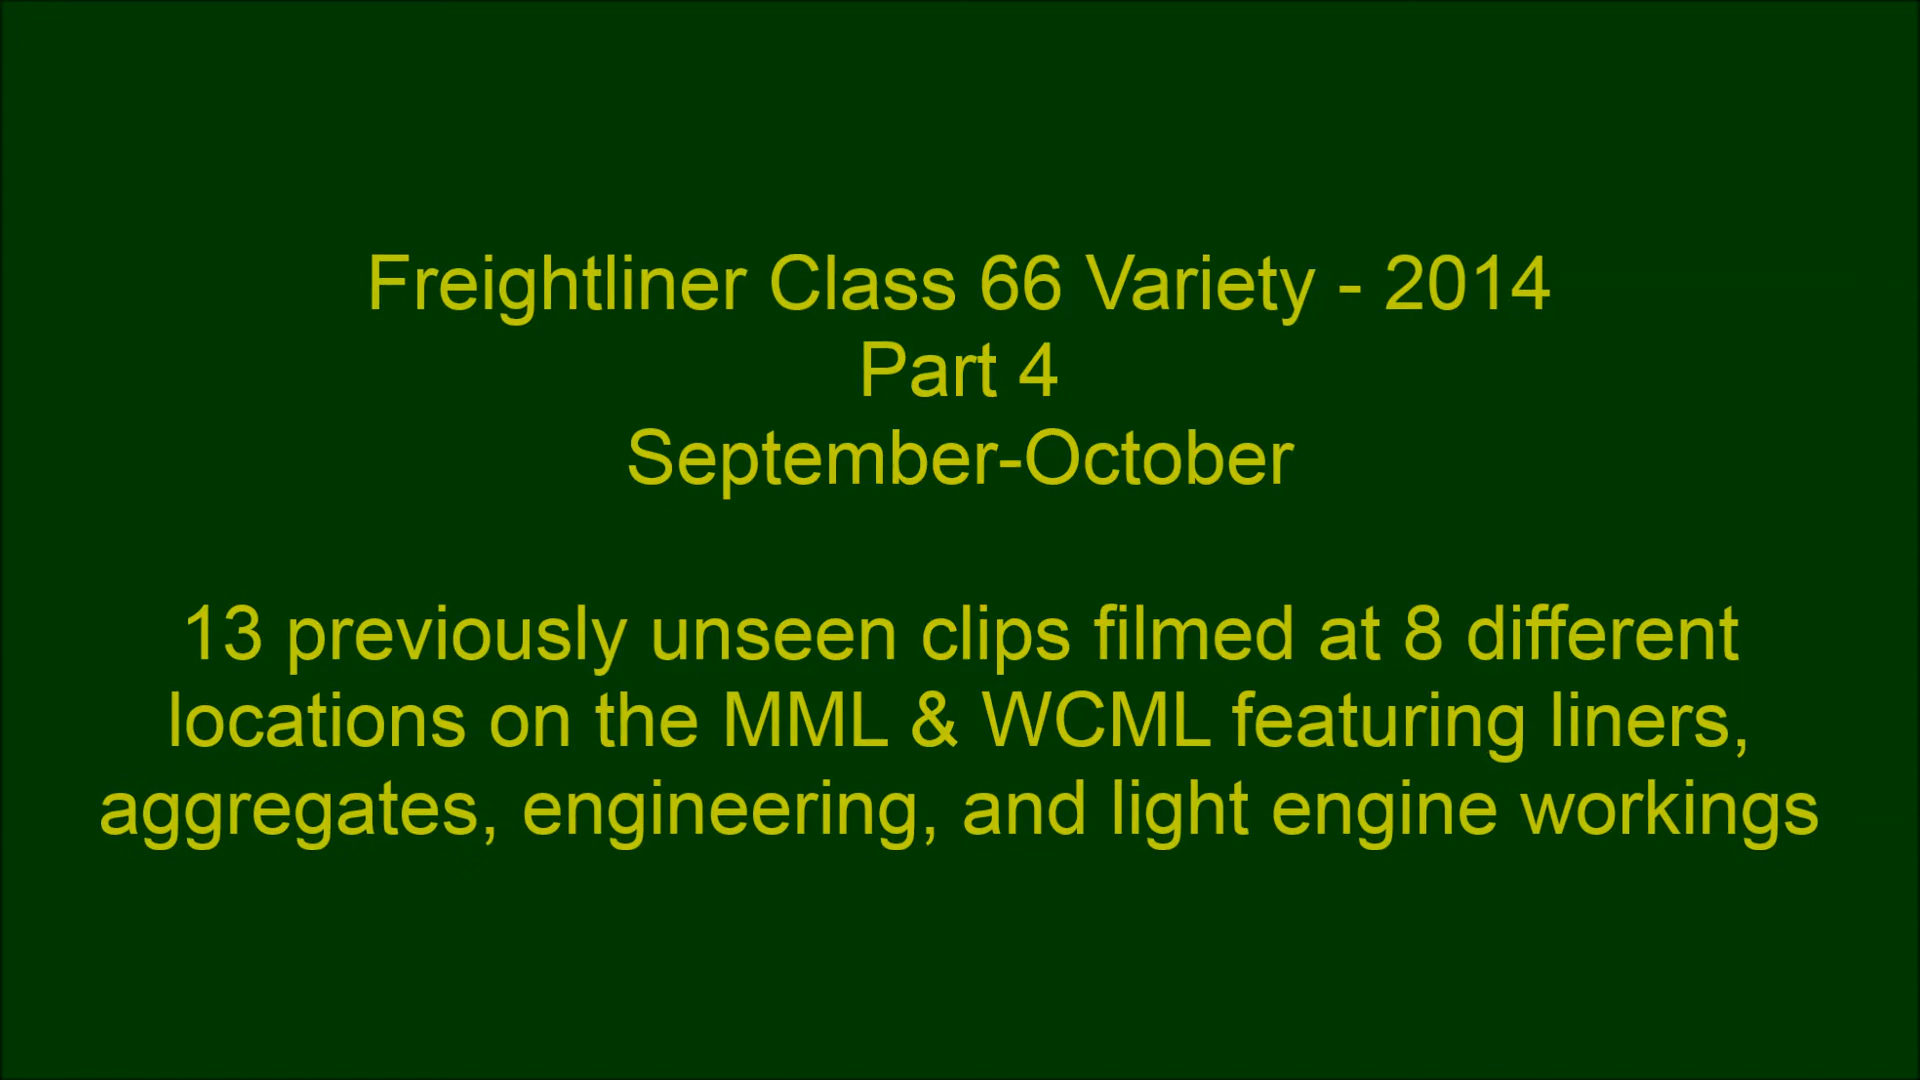 Freightliner Class 66 Variety - 2014
Part 4
September-October
13 previously unseen clips filmed at 8 different
locations on the MML & WCML featuring liners,
aggregates, engineering, and light engine workings